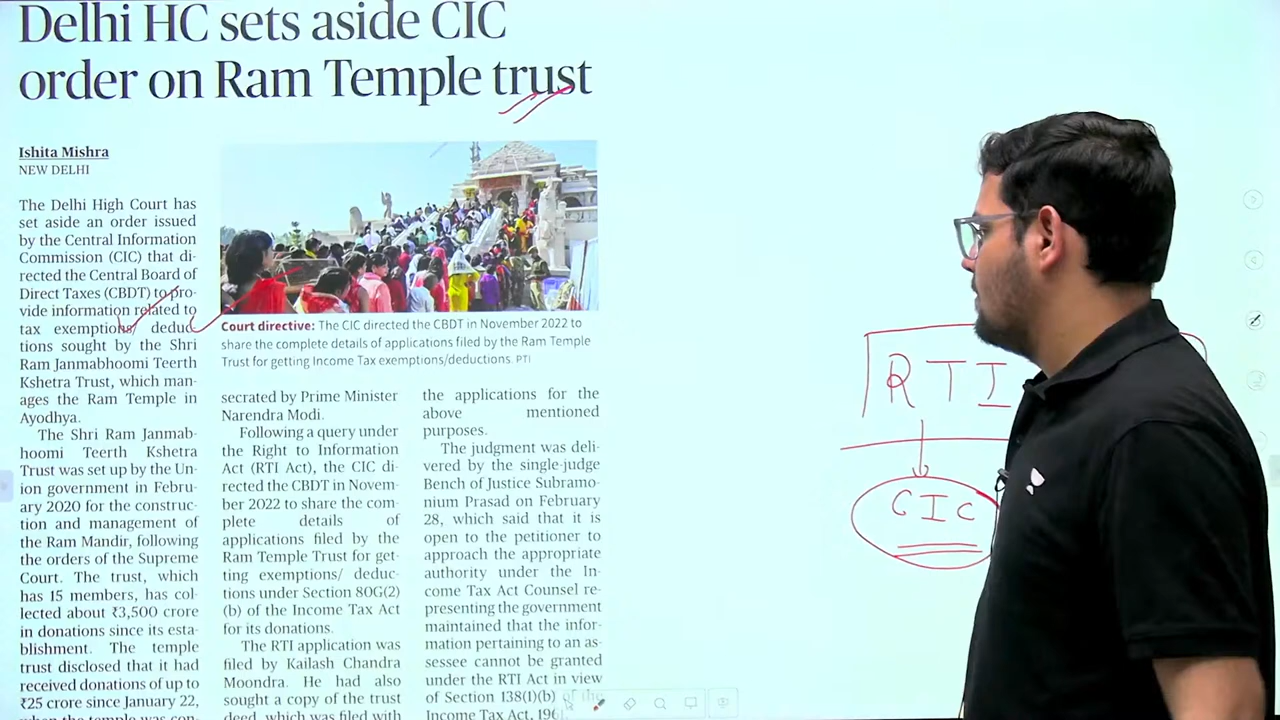 Delhi HC sets aside CIC
order on Ram Temple trust
Ishita Mishra
NEW DELHI
The Delhi High Court has
set aside an order issued
by the Central Information
Commission (CIC) that di-
rected the Central Board of
Direct Taxes (CBDT) to pro-
vide information related to
tax exemptions/ deduc-
tions sought by the Shri
Ram Janmabhoomi Teerth
Kshetra Trust, which man-
ages the Ram Temple in
Ayodhya.
The Shri Ram Janmab-
hoomi Teerth Kshetra
Trust was set up by the Un-
ion government in Febru-
ary 2020 for the construc-
tion and management of
the Ram Mandir, following
the orders of the Supreme
Court. The trust, which
has 15 members, has col-
lected about ₹3,500 crore
in donations since its esta-
blishment. The temple
trust disclosed that it had
received donations of up to
₹25 crore since January 22,
when the temple was con-
Court directive: The CIC directed the CBDT in November 2022 to
share the complete details of applications filed by the Ram Temple
Trust for getting Income Tax exemptions/deductions. PTI
secrated by Prime Minister
Narendra Modi.
Following a query under
the Right to Information
Act (RTI Act), the CIC di-
rected the CBDT in Novem-
ber 2022 to share the com-
plete details of
applications filed by the
Ram Temple Trust for get-
ting exemptions/ deduc-
tions under Section 80G(2)
(b) of the Income Tax Act
for its donations.
The RTI application was
filed by Kailash Chandra
Moondra. He had also
sought a copy of the trust
deed, which was filed with
the applications for the
above mentioned
purposes.
The judgment was deli-
vered by the single-judge
Bench of Justice Subramo-
nium Prasad on February
28, which said that it is
open to the petitioner to
approach the appropriate
authority under the In-
come Tax Act Counsel re-
presenting the government
maintained that the infor-
mation pertaining to an as-
sessee cannot be granted
under the RTI Act in view
of Section 138(1)(b) of the
Income Tax Act, 196
RTI
CIC